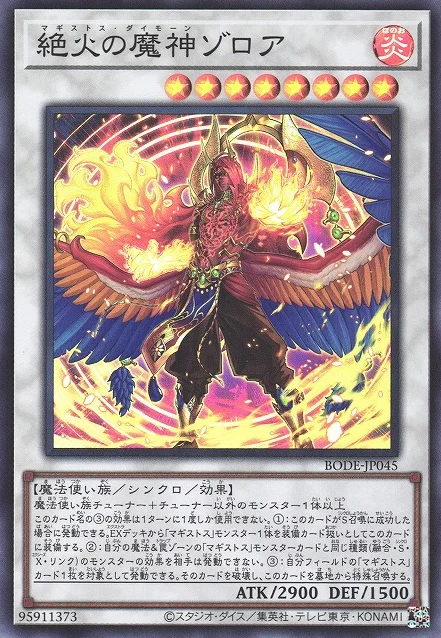 マギストス・ダイモーン
絶火の魔神ゾロア
ほのお
炎
BODE-JP045
【魔法使い族／シンクロ／効果】
魔法使い族チューナー＋チューナー以外のモンスター1体以上
このカード名の③の効果は1ターンに1度しか使用できない。①：このカードがS召喚に成功した
場合に発動できる。EXデッキから「マギストス」モンスター1体を装備カード扱いとしてこのカード
に装備する。②：自分の魔法＆罠ゾーンの「マギストス」モンスターカードと同じ種類（融合・S・
X・リンク）のモンスターの効果を相手は発動できない。③：自分フィールドの「マギストス」
カード1枚を対象として発動できる。そのカードを破壊し、このカードを墓地から特殊召喚する。
ATK/2900 DEF/1500
95911373
©スタジオ・ダイス／集英社・テレビ東京・KONAMI